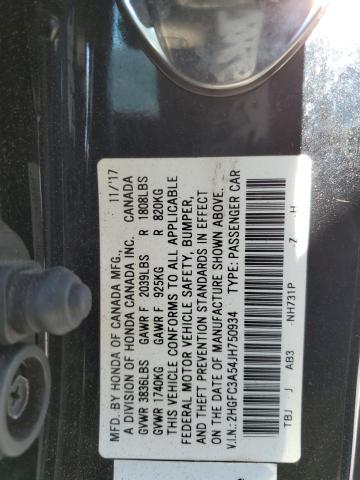 MFD. BY HONDA OF CANADA MFG., 11/'17
A DIVISION OF HONDA CANADA INC. CANADA
GVWR 3836LBS GAWR F 2039LBS R 1808LBS
GVWR 1740KG GAWR F 925KG R 820KG
THIS VEHICLE CONFORMS TO ALL APPLICABLE
FEDERAL MOTOR VEHICLE SAFETY, BUMPER,
AND THEFT PREVENTION STANDARDS IN EFFECT
ON THE DATE OF MANUFACTURE SHOWN ABOVE.
V.I.N.: 2HGFC3A54JH750934 TYPE: PASSENGER CAR
TBJ J AB3 NH731P Z H